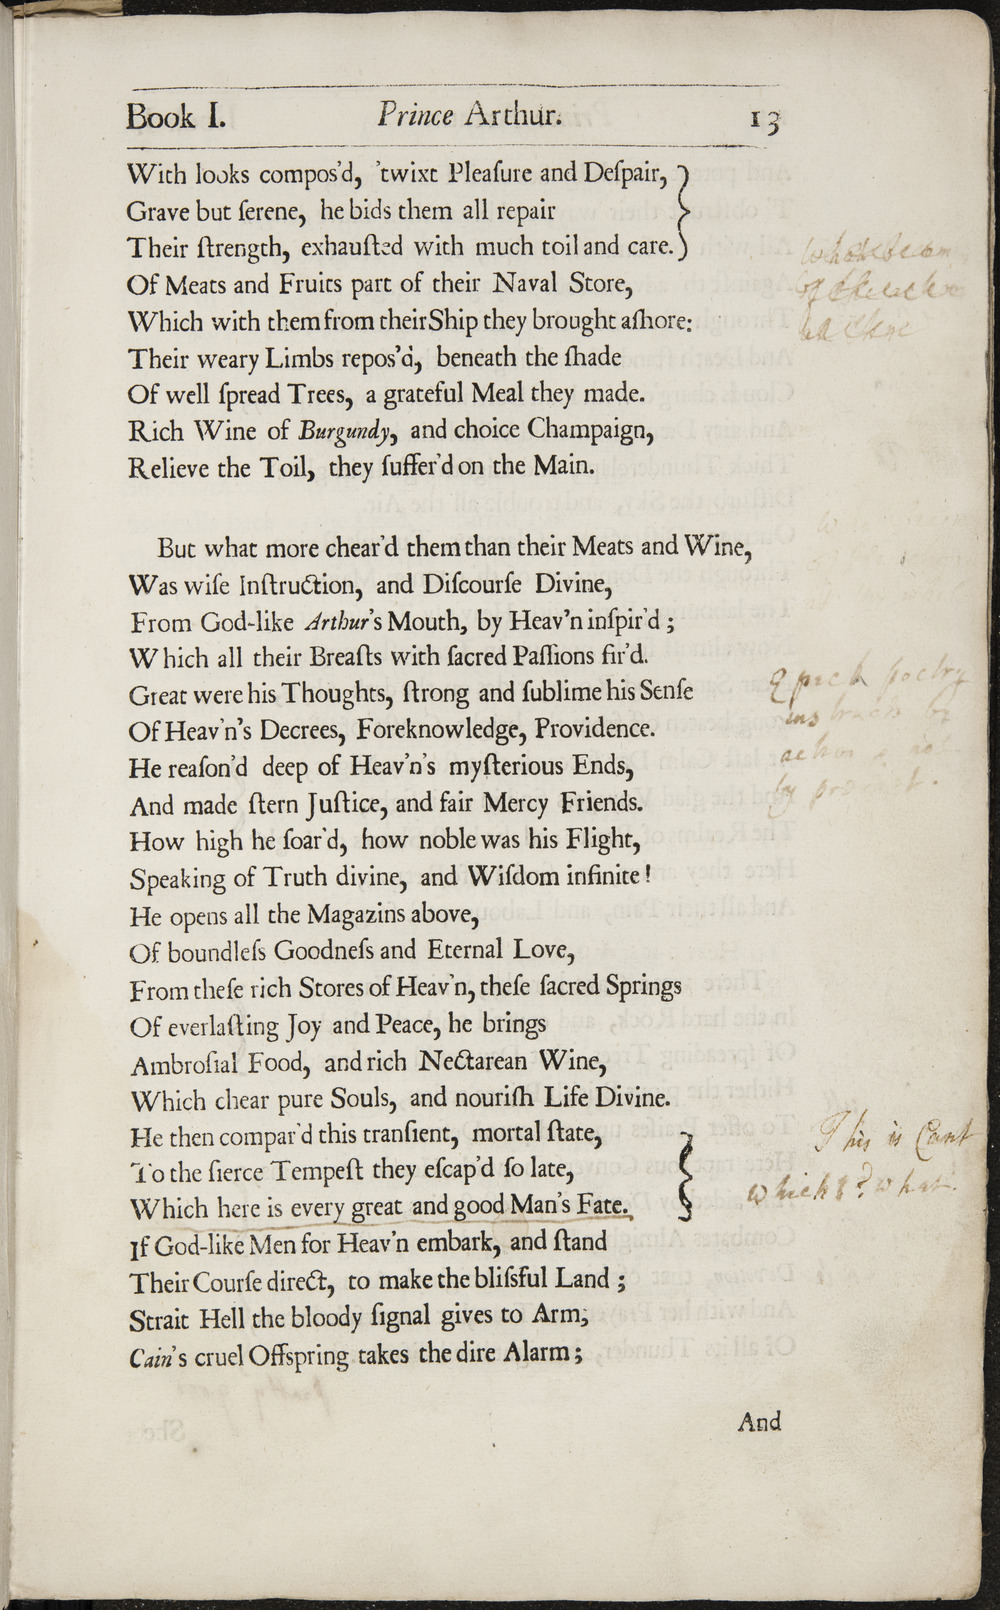 Book I. Prince Arthur. 13
With looks compos'd, 'twixt Pleaſure and Deſpair,
Grave but ſerene, he bids them all repair
Their ſtrength, exhauſted with much toil and care.
Of Meats and Fruits part of their Naval Store,
Which with them from their Ship they brought aſhore:
Their weary Limbs repos'd, beneath the ſhade
Of well ſpread Trees, a grateful Meal they made.
Rich Wine of Burgundy, and choice Champaign,
Relieve the Toil, they ſuffer'd on the Main.
But what more chear'd them than their Meats and Wine,
Was wiſe Inſtruction, and Diſcourſe Divine,
From God-like Arthur's Mouth, by Heav'n inſpir'd;
Which all their Breaſts with ſacred Paſſions fir'd.
Great were his Thoughts, ſtrong and ſublime his Senſe
Of Heav'n's Decrees, Foreknowledge, Providence.
He reaſon'd deep of Heav'n's myſterious Ends,
And made ſtern Juſtice, and fair Mercy Friends.
How high he ſoar'd, how noble was his Flight,
Speaking of Truth divine, and Wiſdom infinite!
He opens all the Magazins above,
Of boundleſs Goodneſs and Eternal Love,
From theſe rich Stores of Heav'n, theſe ſacred Springs
Of everlaſting Joy and Peace, he brings
Ambroſial Food, and rich Nectarean Wine,
Which chear pure Souls, and nouriſh Life Divine.
He then compar'd this tranſient, mortal ſtate,
To the fierce Tempeſt they eſcap'd ſo late,
Which here is every great and good Man's Fate.
If God-like Men for Heav'n embark, and ſtand
Their Courſe direct, to make the bliſsful Land;
Strait Hell the bloody ſignal gives to Arm;
Cain's cruel Offspring takes the dire Alarm;
And
Epick poetry
instructs by
action & not
by precept.
This is Cant
which? what